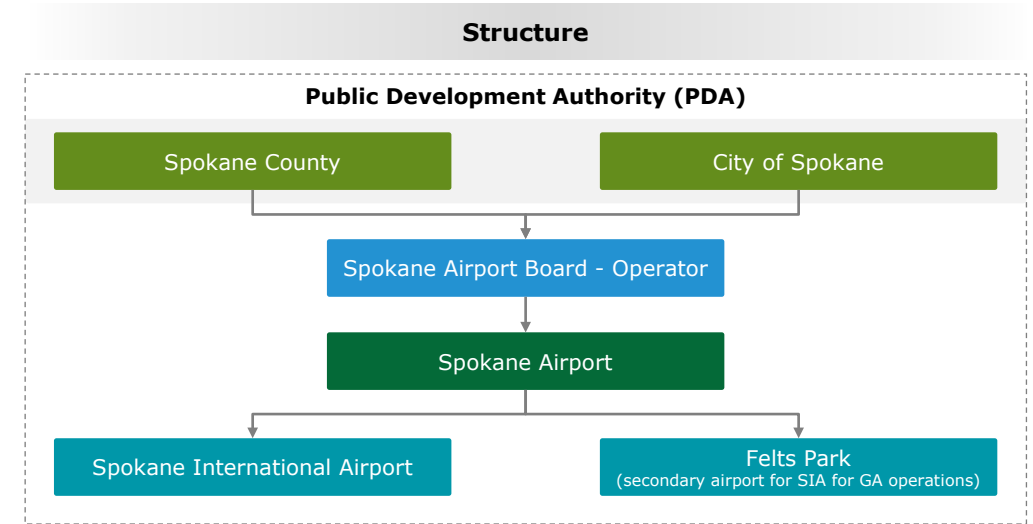 Structure
Public Development Authority (PDA)
Spokane County
City of Spokane
Spokane Airport Board - Operator
Spokane Airport
Spokane International Airport
Felts Park
(secondary airport for SIA for GA operations)